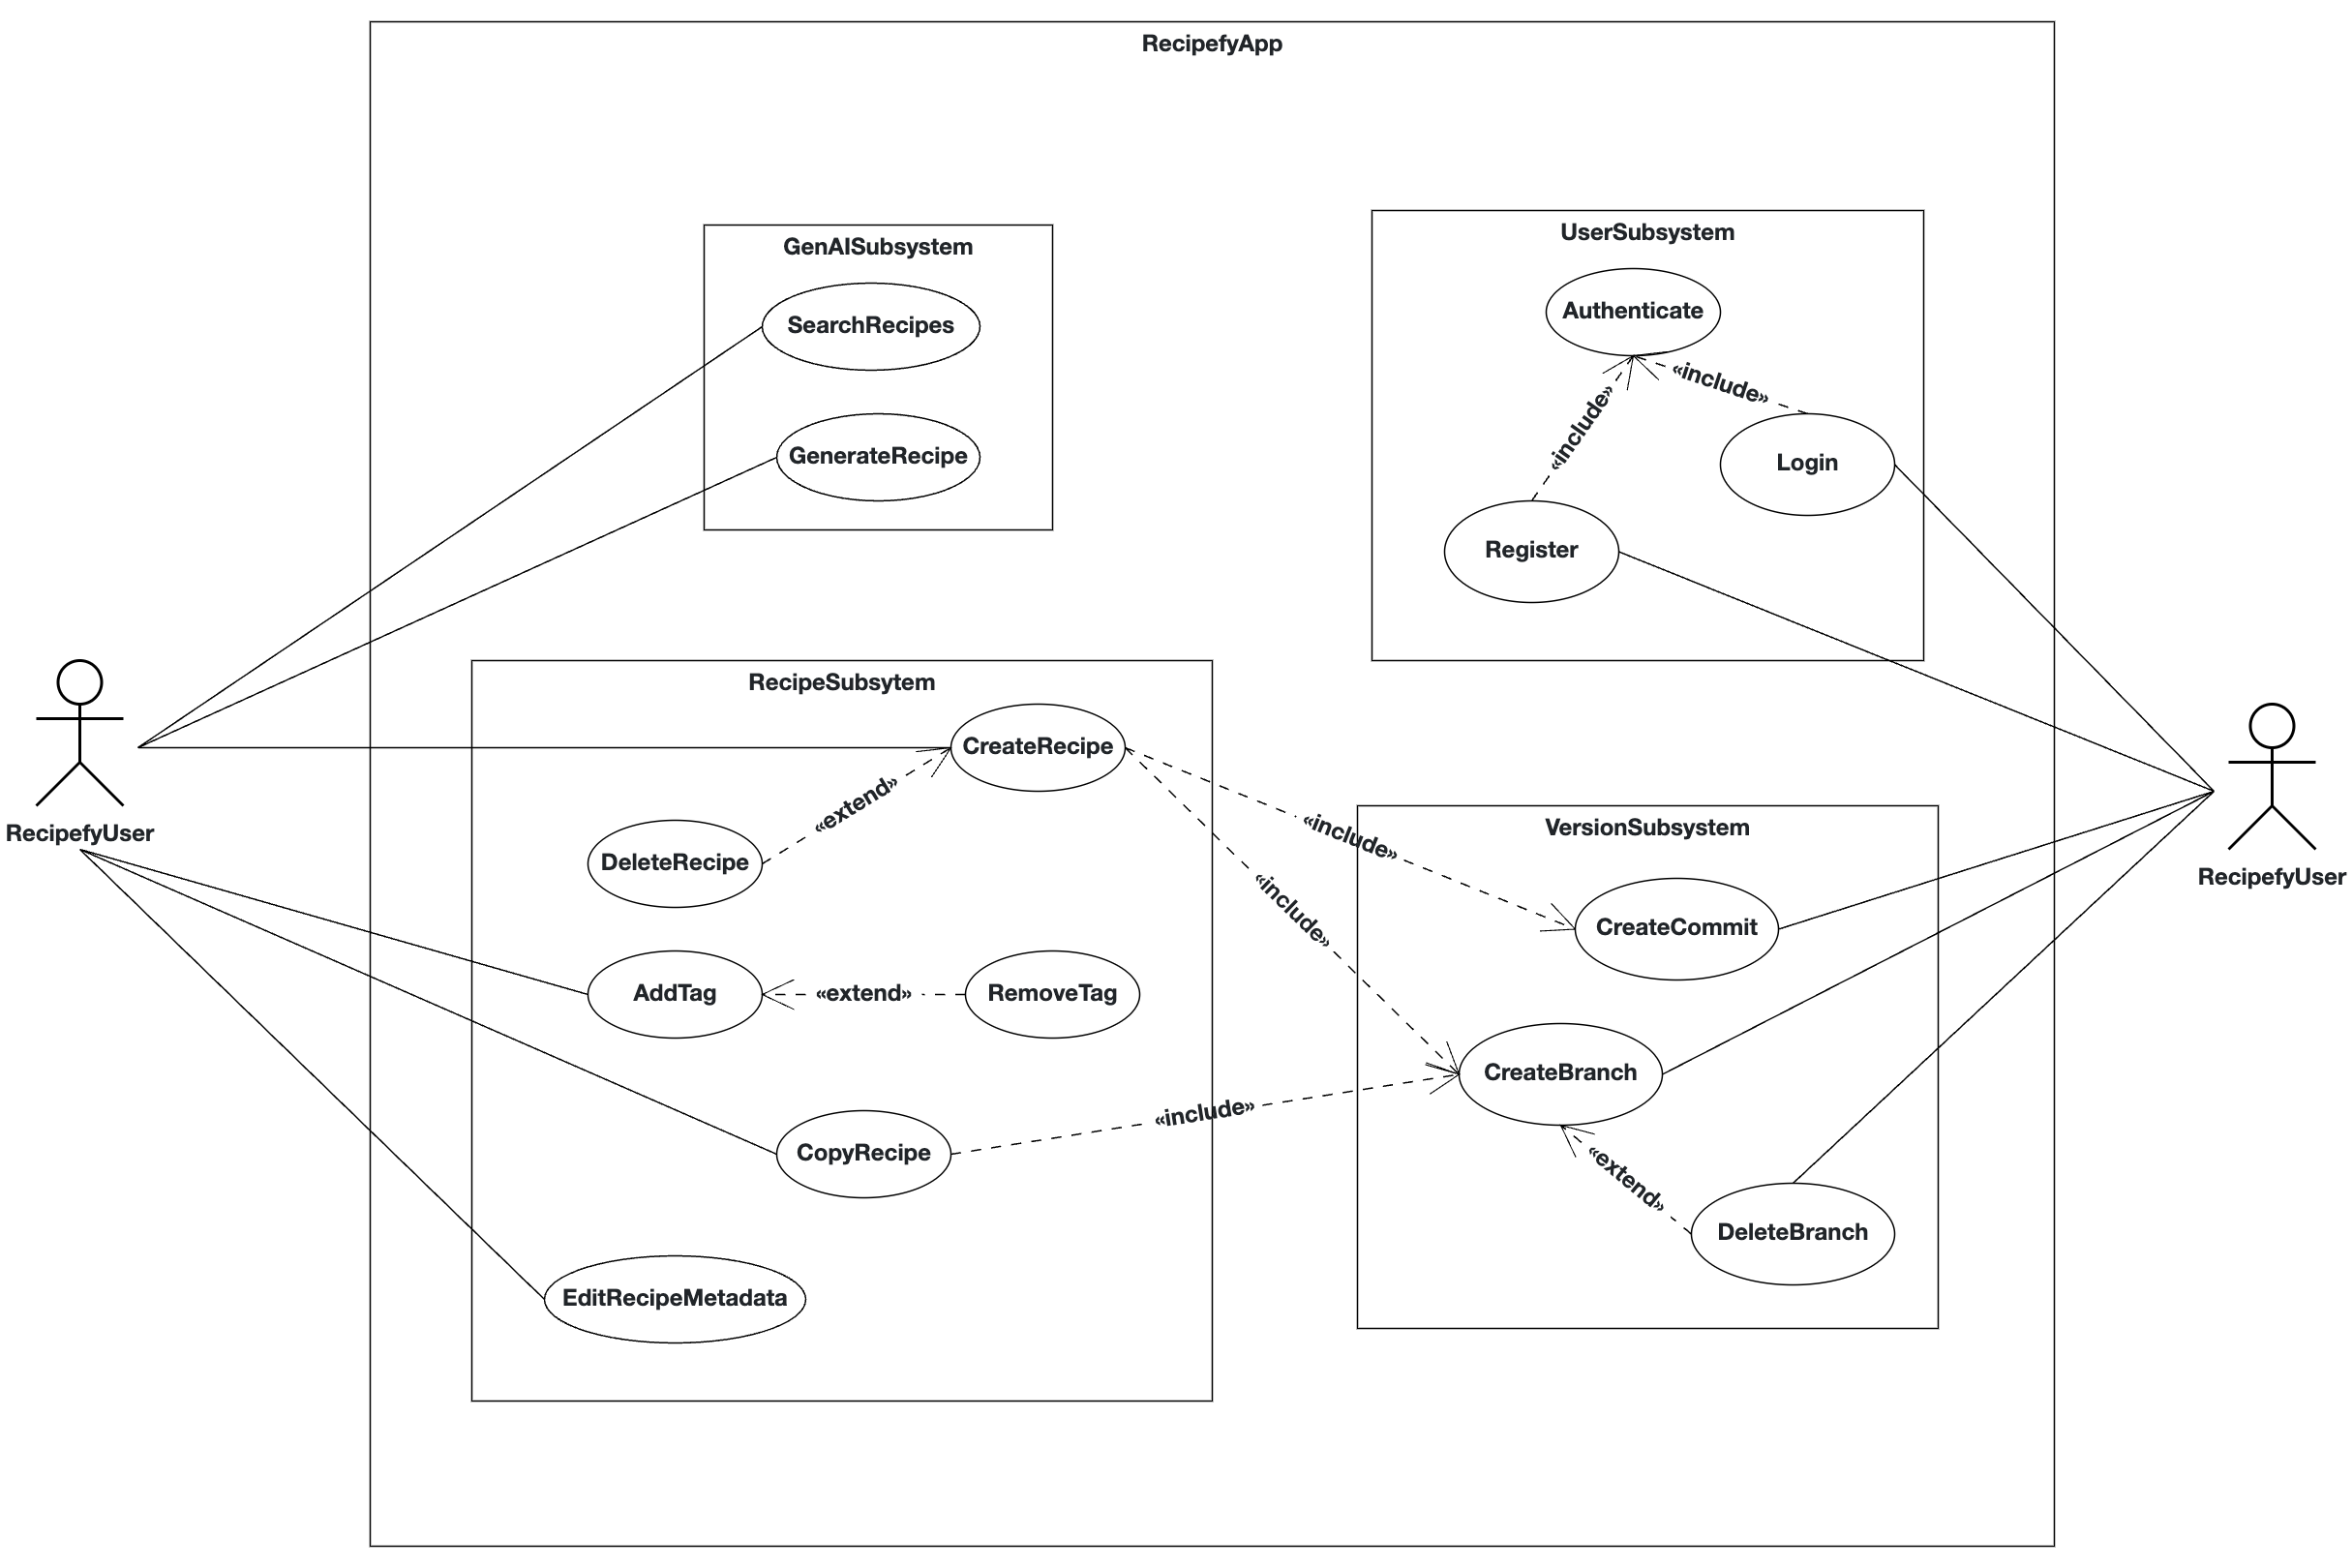 RecipefyApp
GenAISubsystem
SearchRecipes
GenerateRecipe
UserSubsystem
Authenticate
«include»
«include»
Login
Register
RecipefyUser
RecipeSubsytem
CreateRecipe
«extend»
DeleteRecipe
AddTag
«extend»
RemoveTag
CopyRecipe
EditRecipeMetadata
«include»
«include»
«include»
VersionSubsystem
CreateCommit
CreateBranch
«extend»
DeleteBranch
RecipefyUser